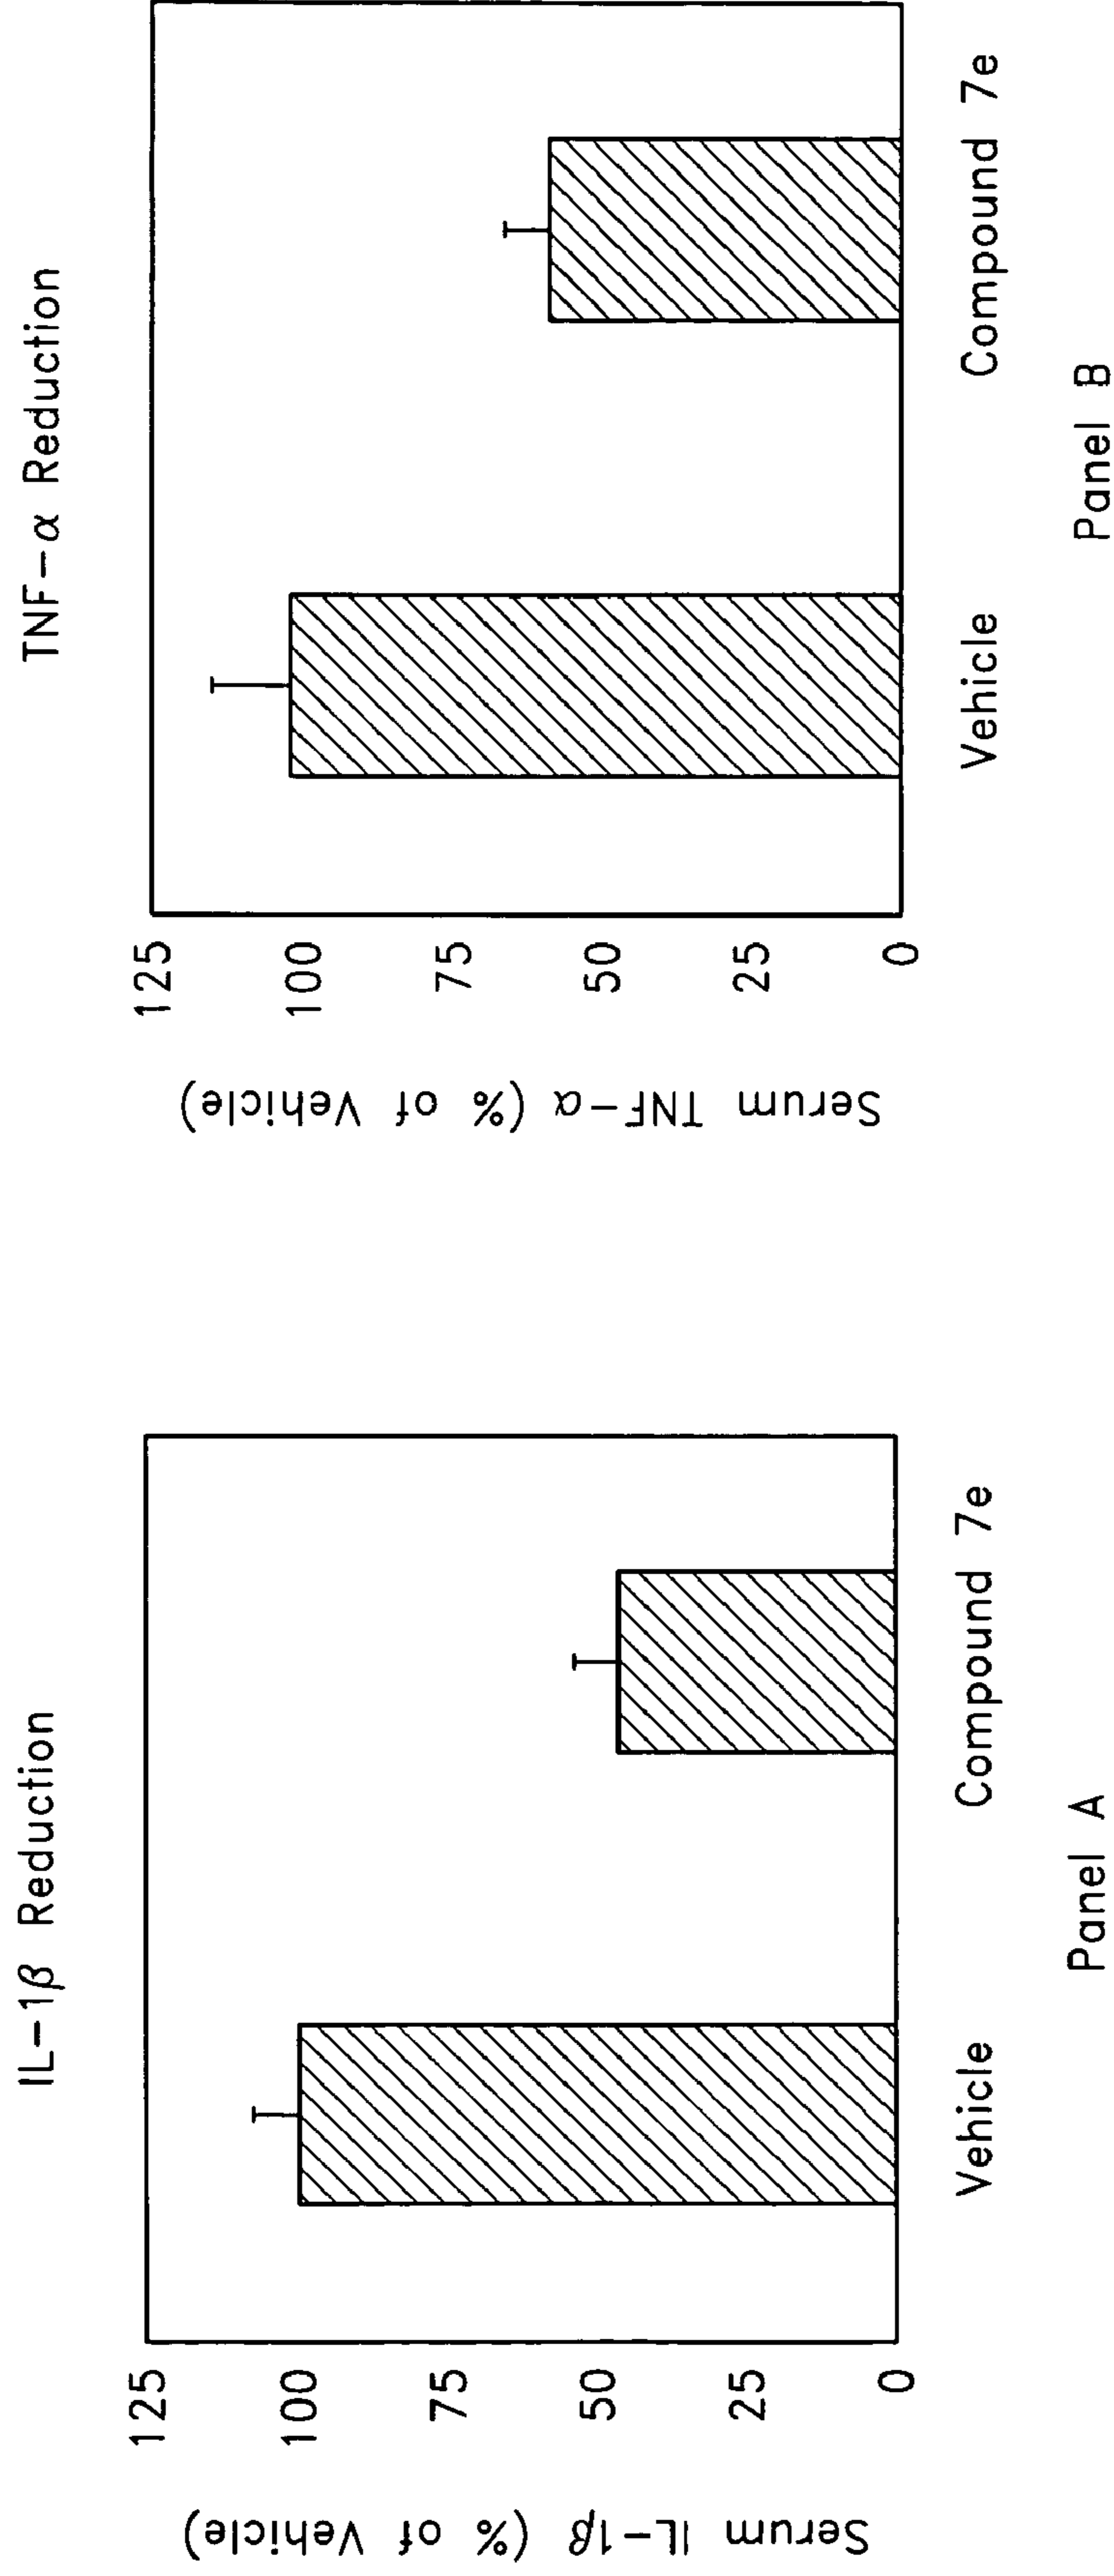 IL-1β Reduction
Serum IL-1β (% of Vehicle)
125
100
75
50
25
0
Vehicle
Compound 7e
Panel A
TNF-α Reduction
Serum TNF-α (% of Vehicle)
125
100
75
50
25
0
Vehicle
Compound 7e
Panel B